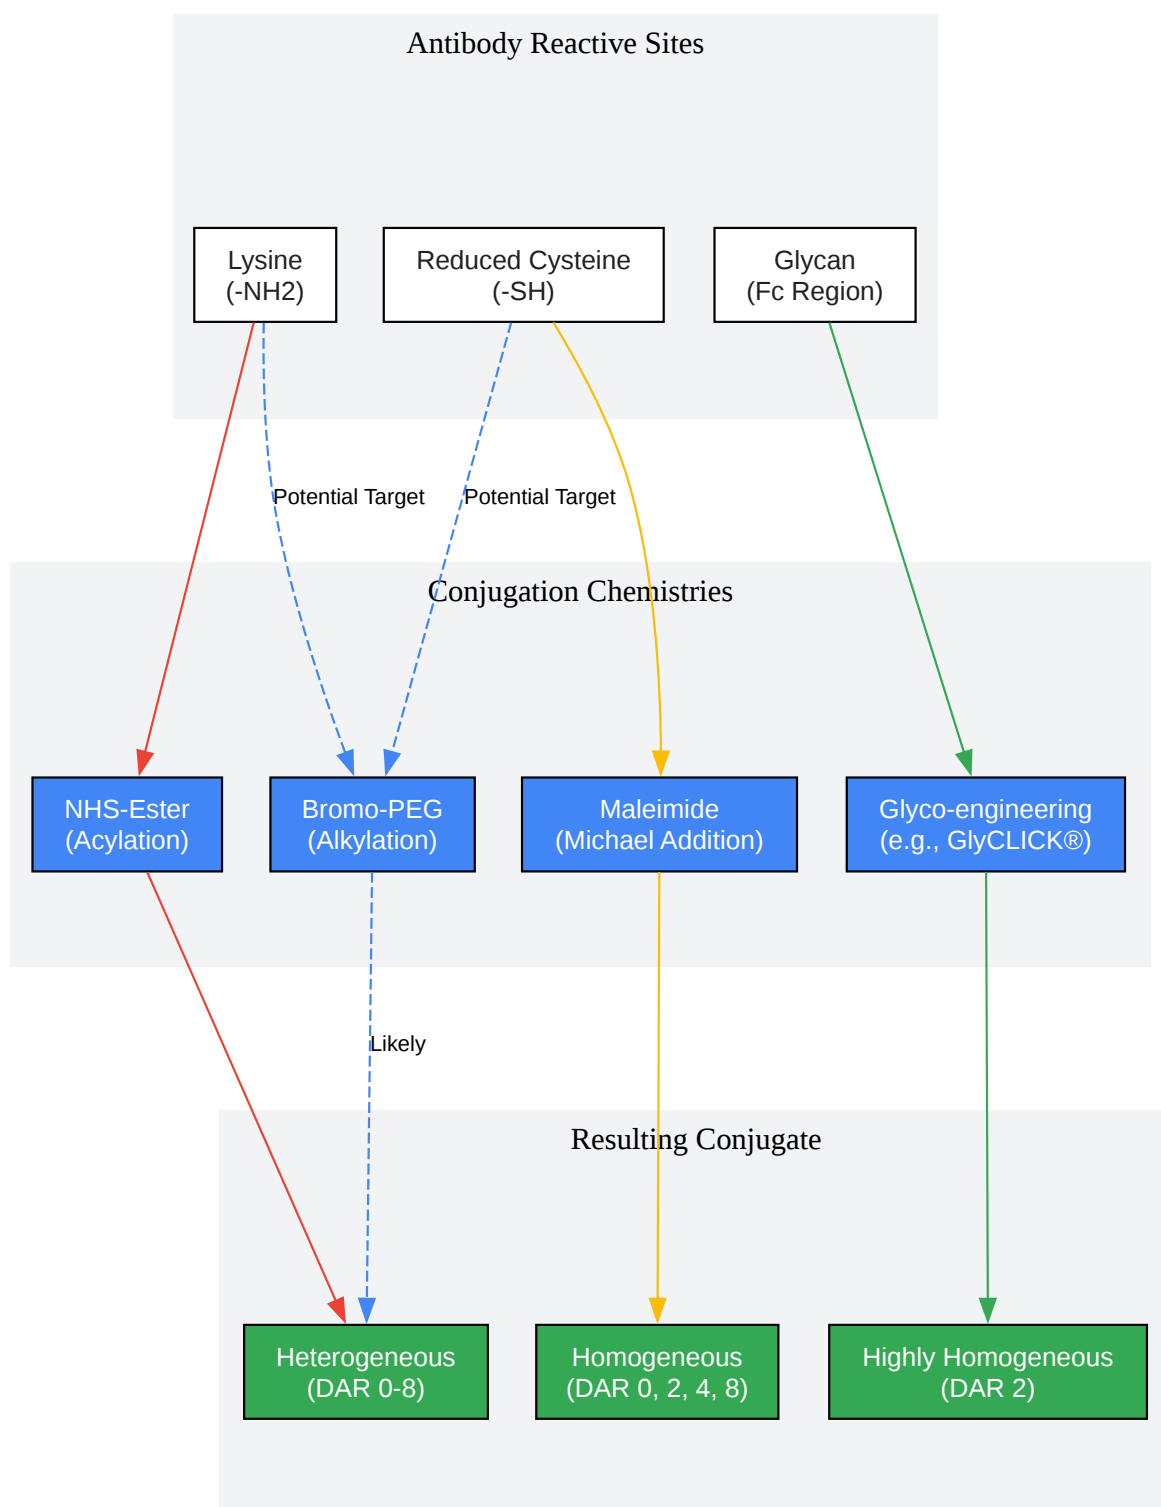 Antibody Reactive Sites
Lysine
(-NH2)
Reduced Cysteine
(-SH)
Glycan
(Fc Region)
Potential Target
Potential Target
Conjugation Chemistries
NHS-Ester
(Acylation)
Bromo-PEG
(Alkylation)
Maleimide
(Michael Addition)
Glyco-engineering
(e.g., GlyCLICK®)
Likely
Resulting Conjugate
Heterogeneous
(DAR 0-8)
Homogeneous
(DAR 0, 2, 4, 8)
Highly Homogeneous
(DAR 2)